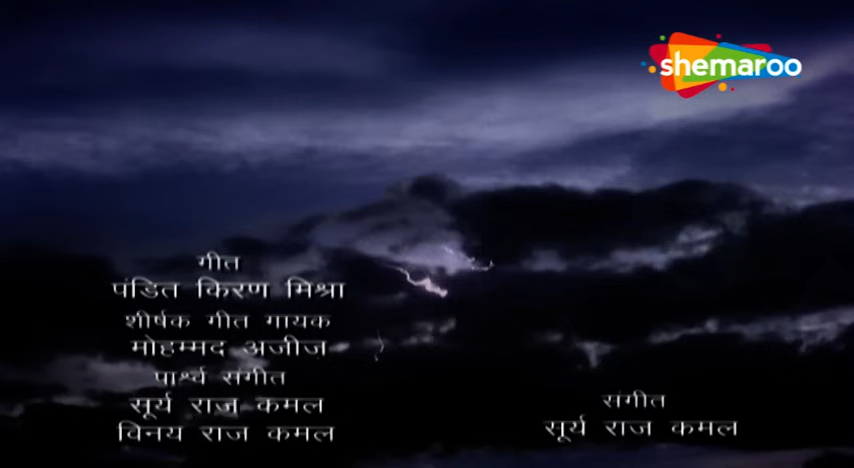 shemaroo
गीत
पंडित किरण मिश्रा
शीर्षक गीत गायक
मोहम्मद अजीज
पार्श्व संगीत
सूर्य राज कमल
विनय राज कमल
संगीत
सूर्य राज कमल